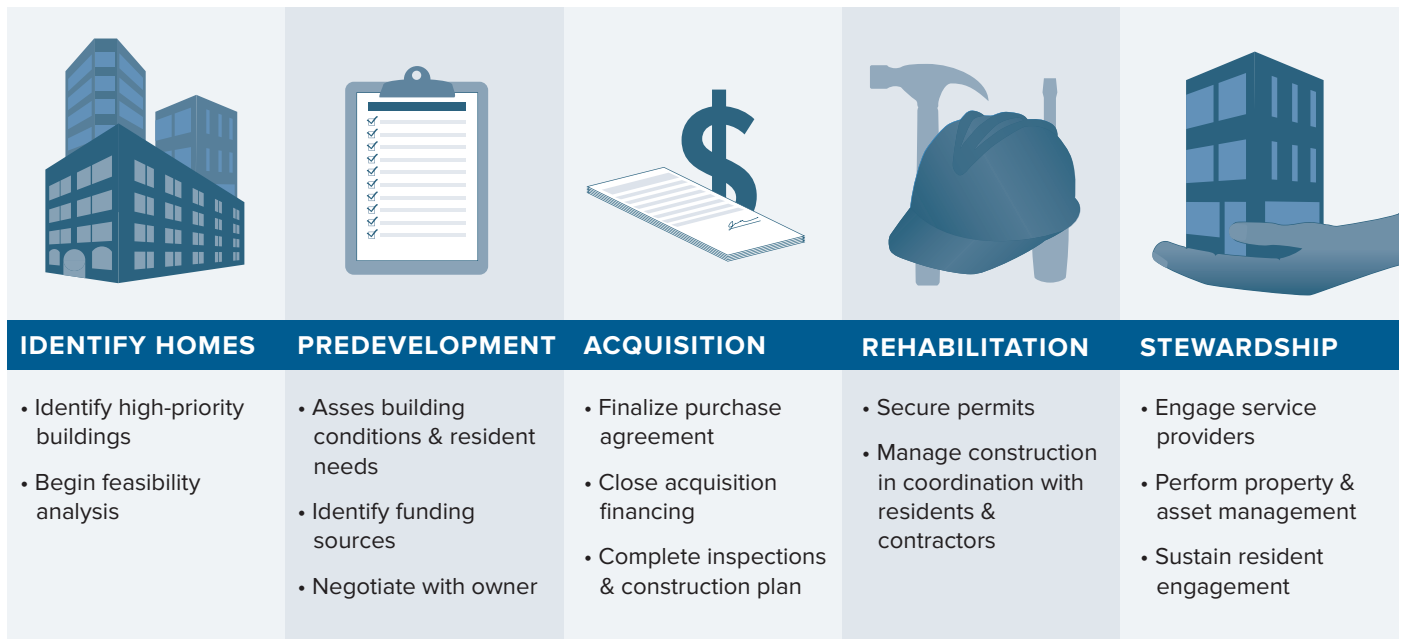 IDENTIFY HOMES
• Identify high-priority
buildings
• Begin feasibility
analysis
PREDEVELOPMENT
• Asses building
conditions & resident
needs
• Identify funding
sources
• Negotiate with owner
ACQUISITION
• Finalize purchase
agreement
• Close acquisition
financing
• Complete inspections
& construction plan
REHABILITATION
• Secure permits
• Manage construction
in coordination with
residents &
contractors
STEWARDSHIP
• Engage service
providers
• Perform property &
asset management
• Sustain resident
engagement
$